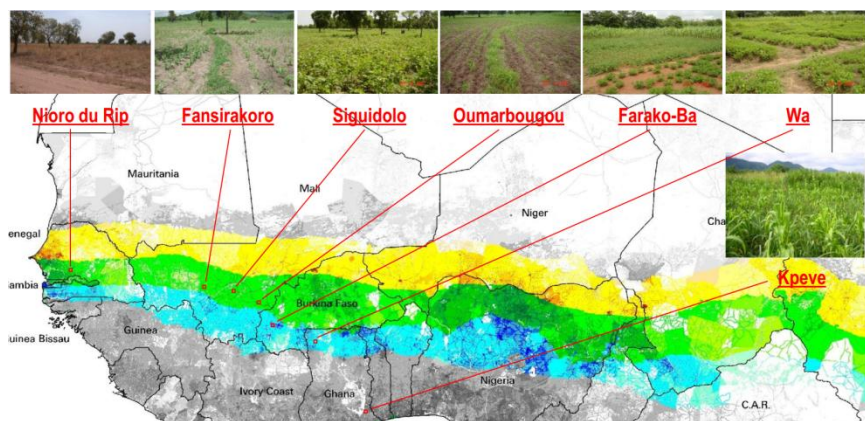 Nioro du Rip
Fansirakoro
Siguidolo
Oumarbougou
Farako-Ba
Wa
Mauritania
Mali
Niger
Cha
enegal
Kpeve
ambia
Burkina Faso
uinea Bissau
Guinea
Ivory Coast
Ghana
Nigeria
C.A.R.